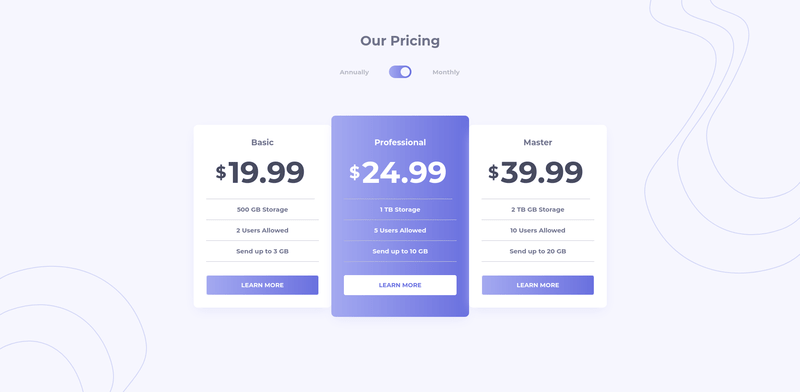 Our Pricing
Annually
Monthly
Basic
$19.99
500 GB Storage
2 Users Allowed
Send up to 3 GB
LEARN MORE
Professional
$24.99
1 TB Storage
5 Users Allowed
Send up to 10 GB
LEARN MORE
Master
$39.99
2 TB GB Storage
10 Users Allowed
Send up to 20 GB
LEARN MORE